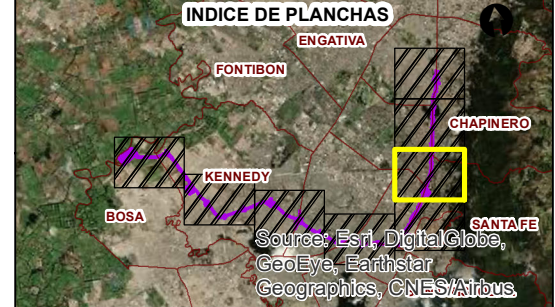 INDICE DE PLANCHAS
ENGATIVA
FONTIBON
CHAPINERO
KENNEDY
BOSA
SANTA FE
Source: Esri, DigitalGlobe,
GeoEye, Earthstar
Geographics, CNES/Airbus